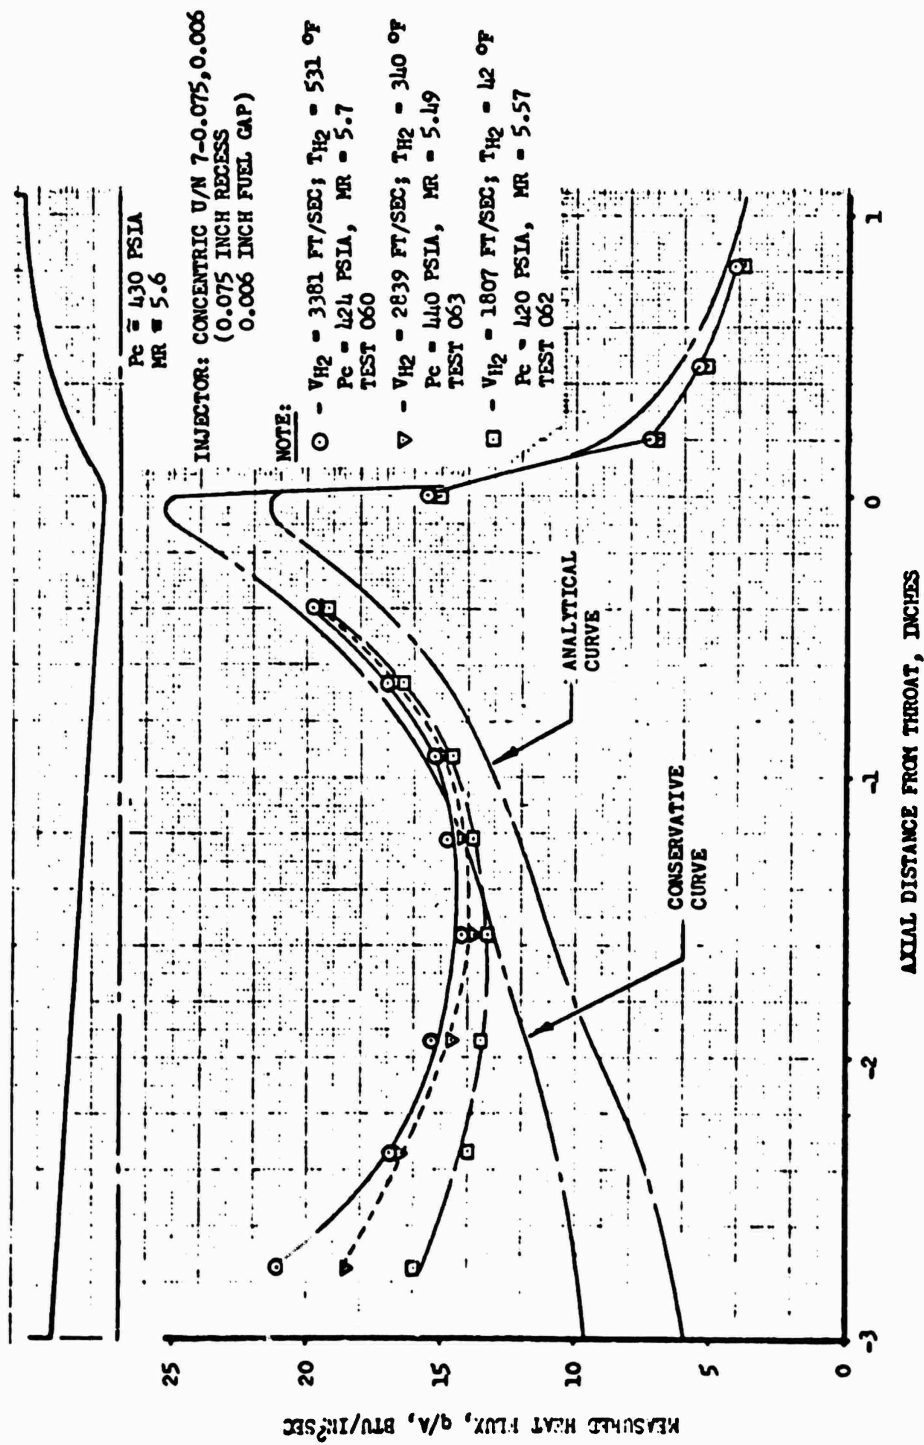 Pc ≅ 430 PSIA
MR ≅ 5.6
INJECTOR: CONCENTRIC U/N 7-0.075,0.006
(0.075 INCH RECESS
0.006 INCH FUEL GAP)
NOTE:
⊙ - VH2 = 3381 FT/SEC; TH2 = 531 °F
Pc = 424 PSIA, MR = 5.7
TEST 060
▽ - VH2 = 2839 FT/SEC; TH2 = 340 °F
Pc = 440 PSIA, MR = 5.49
TEST 063
⊡ - VH2 = 1807 FT/SEC; TH2 = 42 °F
Pc = 420 PSIA, MR = 5.57
TEST 062
ANALYTICAL
CURVE
CONSERVATIVE
CURVE
25
20
15
10
5
0
-3
-2
-1
0
1
MEASURED HEAT FLUX, q/A, BTU/IN²SEC
AXIAL DISTANCE FROM THROAT, INCHES